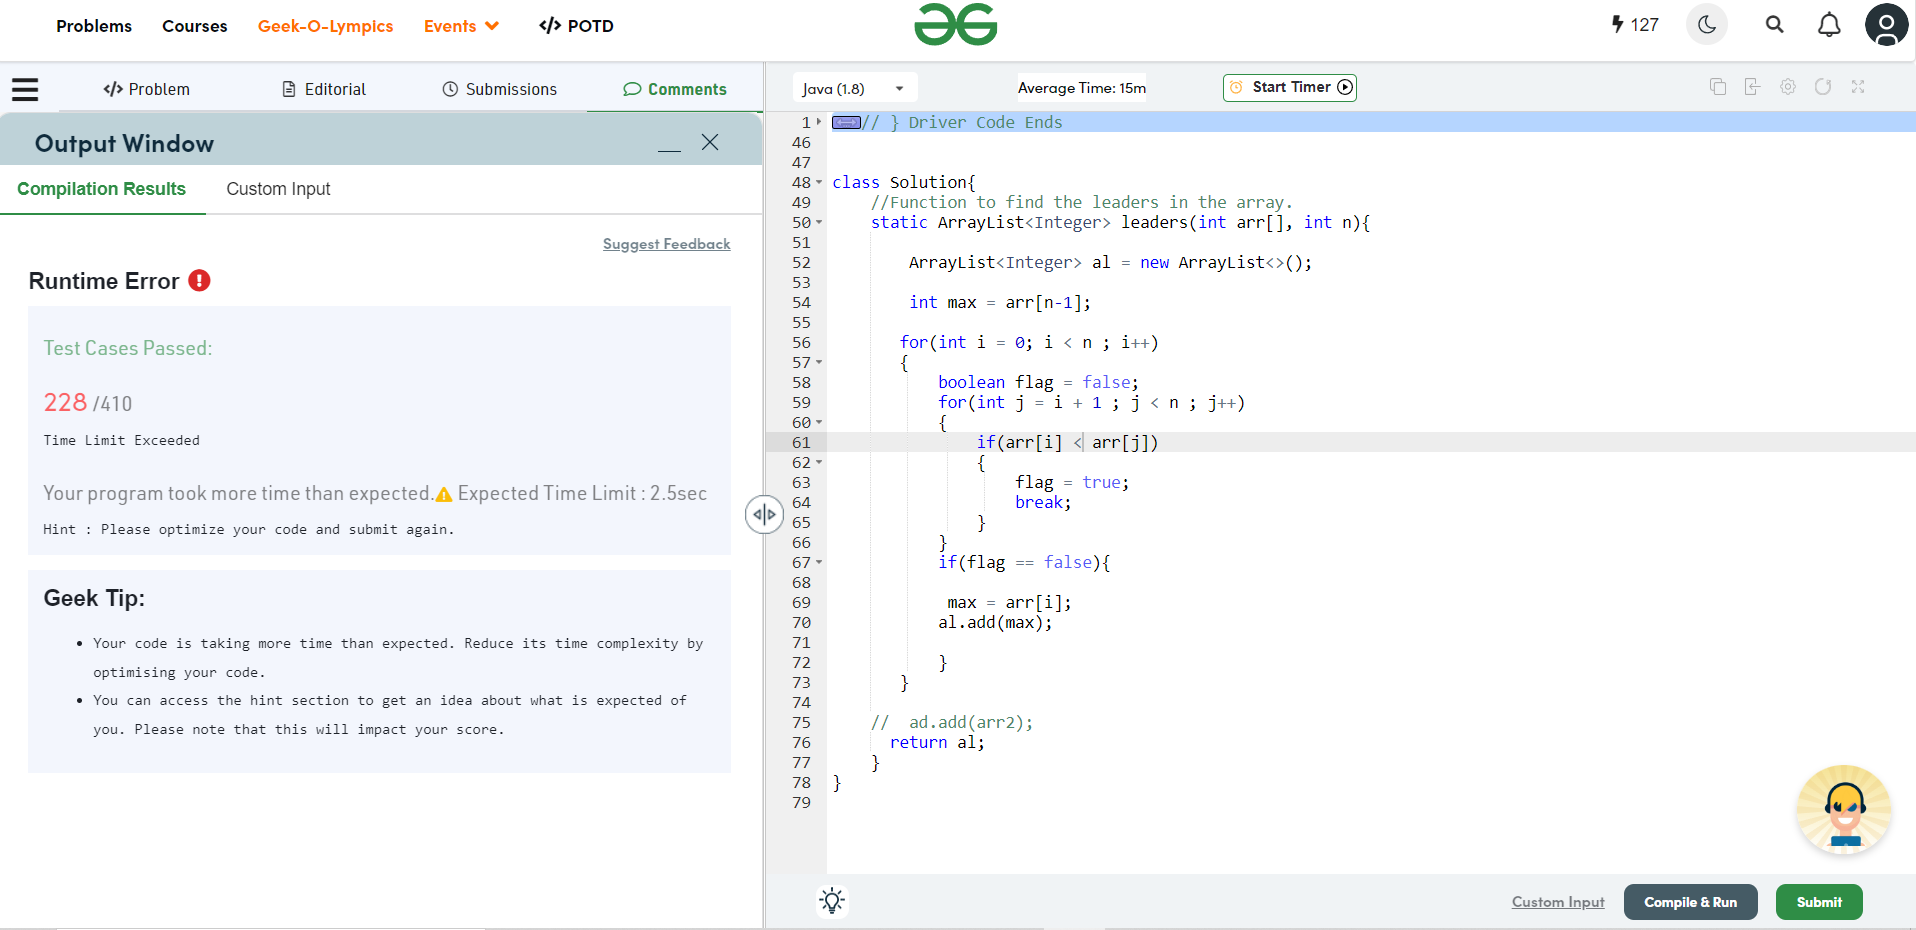 Problems Courses Geek-O-Lympics Events </> POTD 127
</> Problem Editorial Submissions Comments
Output Window
Compilation Results Custom Input
Suggest Feedback
Runtime Error
Test Cases Passed:
228 /410
Time Limit Exceeded
Your program took more time than expected. Expected Time Limit : 2.5sec
Hint : Please optimize your code and submit again.
Geek Tip:
• Your code is taking more time than expected. Reduce its time complexity by
optimising your code.
• You can access the hint section to get an idea about what is expected of
you. Please note that this will impact your score.
Java (1.8) Average Time: 15m Start Timer
1 // } Driver Code Ends
46
47
48 class Solution{
49 //Function to find the leaders in the array.
50 static ArrayList<Integer> leaders(int arr[], int n){
51
52 ArrayList<Integer> al = new ArrayList<>();
53
54 int max = arr[n-1];
55
56 for(int i = 0; i < n ; i++)
57 {
58 boolean flag = false;
59 for(int j = i + 1 ; j < n ; j++)
60 {
61 if(arr[i] < arr[j])
62 {
63 flag = true;
64 break;
65 }
66 }
67 if(flag == false){
68
69 max = arr[i];
70 al.add(max);
71
72 }
73 }
74
75 // ad.add(arr2);
76 return al;
77 }
78 }
79
Custom Input Compile & Run Submit